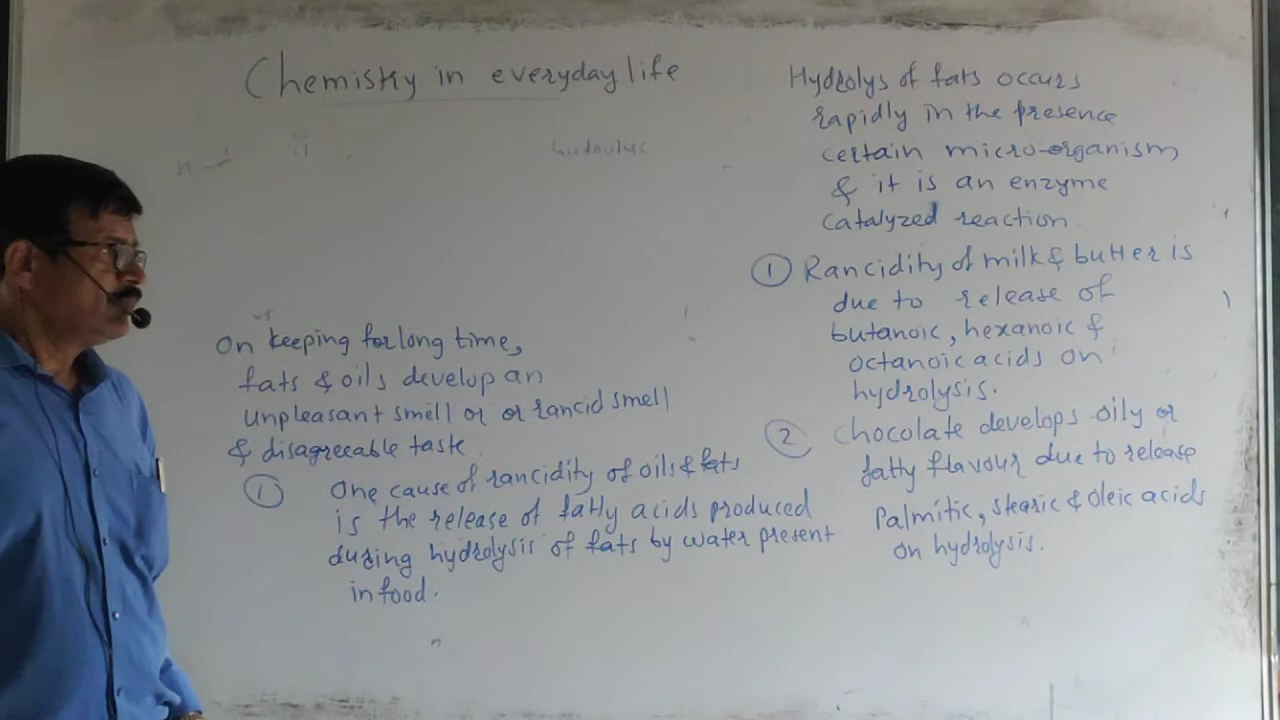 Chemistry in everyday life
On keeping for long time,
fats & oils develop an
unpleasant smell or or rancid smell
& disagreeable taste
① One cause of rancidity of oils & fats
is the release of fatty acids produced
during hydrolysis of fats by water present
in food.
Hydrolys of fats occurs
rapidly in the presence
certain micro-organism,
& it is an enzyme
catalyzed reaction.
① Rancidity of milk & butter is
due to release of
butanoic, hexanoic &
octanoic acids on
hydrolysis.
② Chocolate develops oily or
fatty flavour due to release
Palmitic, stearic & oleic acids
on hydrolysis.